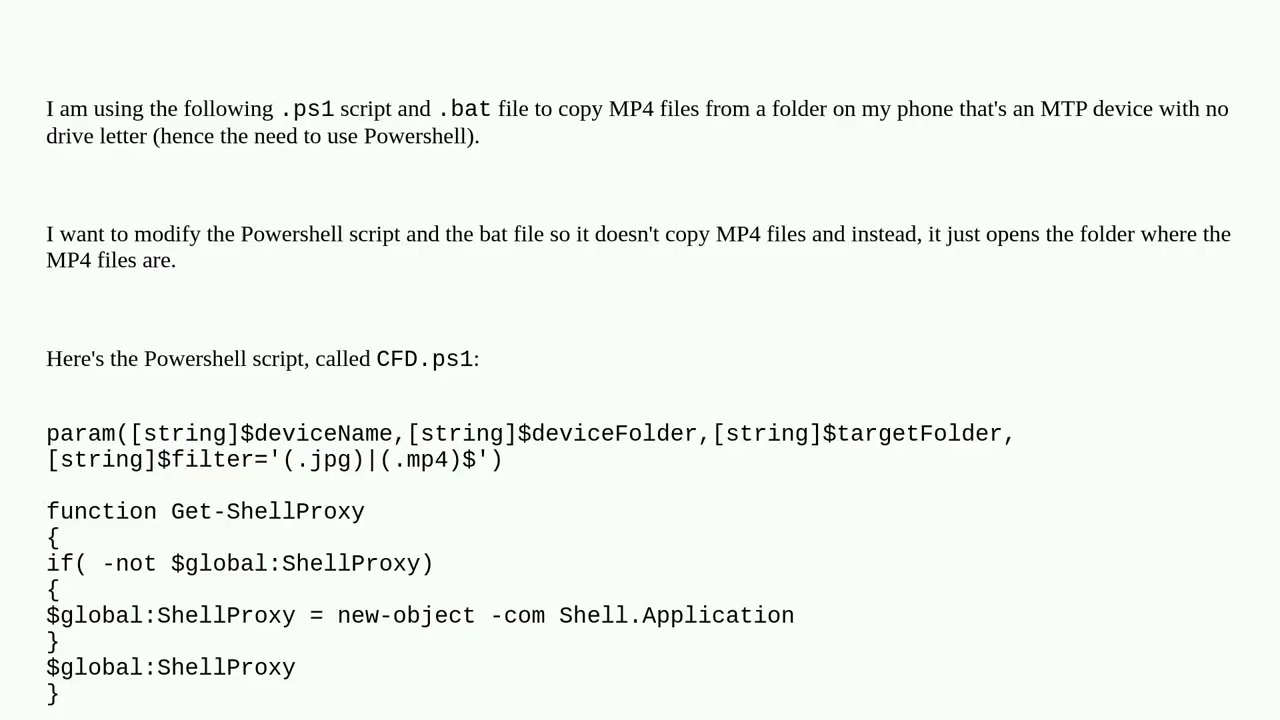 I am using the following .ps1 script and .bat file to copy MP4 files from a folder on my phone that's an MTP device with no
drive letter (hence the need to use Powershell).
I want to modify the Powershell script and the bat file so it doesn't copy MP4 files and instead, it just opens the folder where the
MP4 files are.
Here's the Powershell script, called CFD.ps1:
param([string]$deviceName,[string]$deviceFolder,[string]$targetFolder,
[string]$filter='(.jpg)|(.mp4)$')
function Get-ShellProxy
{
if( -not $global:ShellProxy)
{
$global:ShellProxy = new-object -com Shell.Application
}
$global:ShellProxy
}